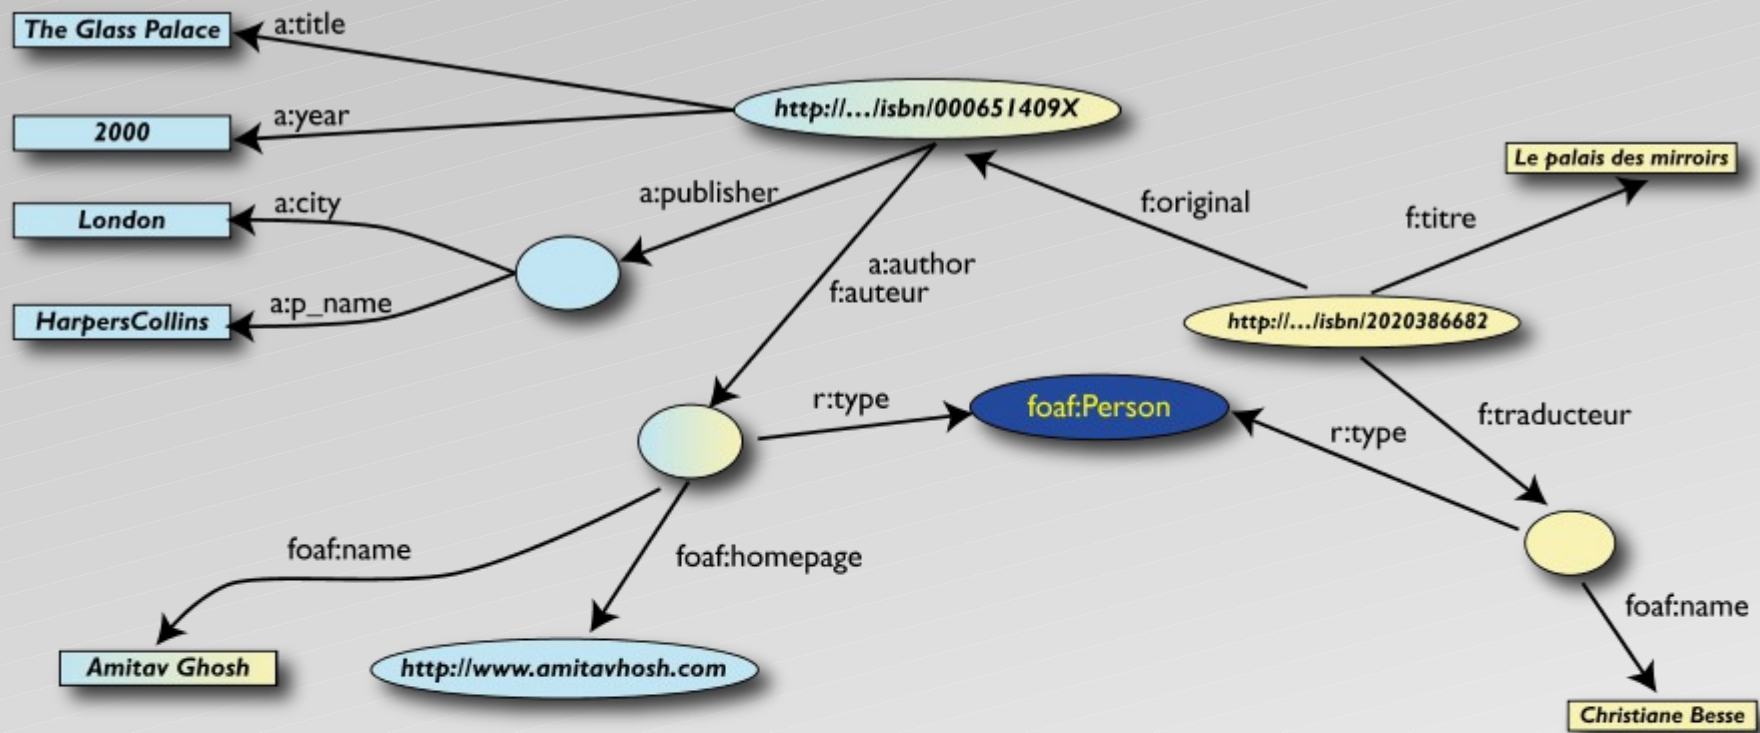 The Glass Palace
a:title
http://.../isbn/000651409X
2000
a:year
Le palais des mirroirs
a:publisher
f:original
London
a:city
f:titre
a:author
f:auteur
HarpersCollins
a:p_name
http://.../isbn/2020386682
r:type
foaf:Person
r:type
f:traducteur
foaf:name
foaf:homepage
foaf:name
Amitav Ghosh
http://www.amitavhosh.com
Christiane Besse